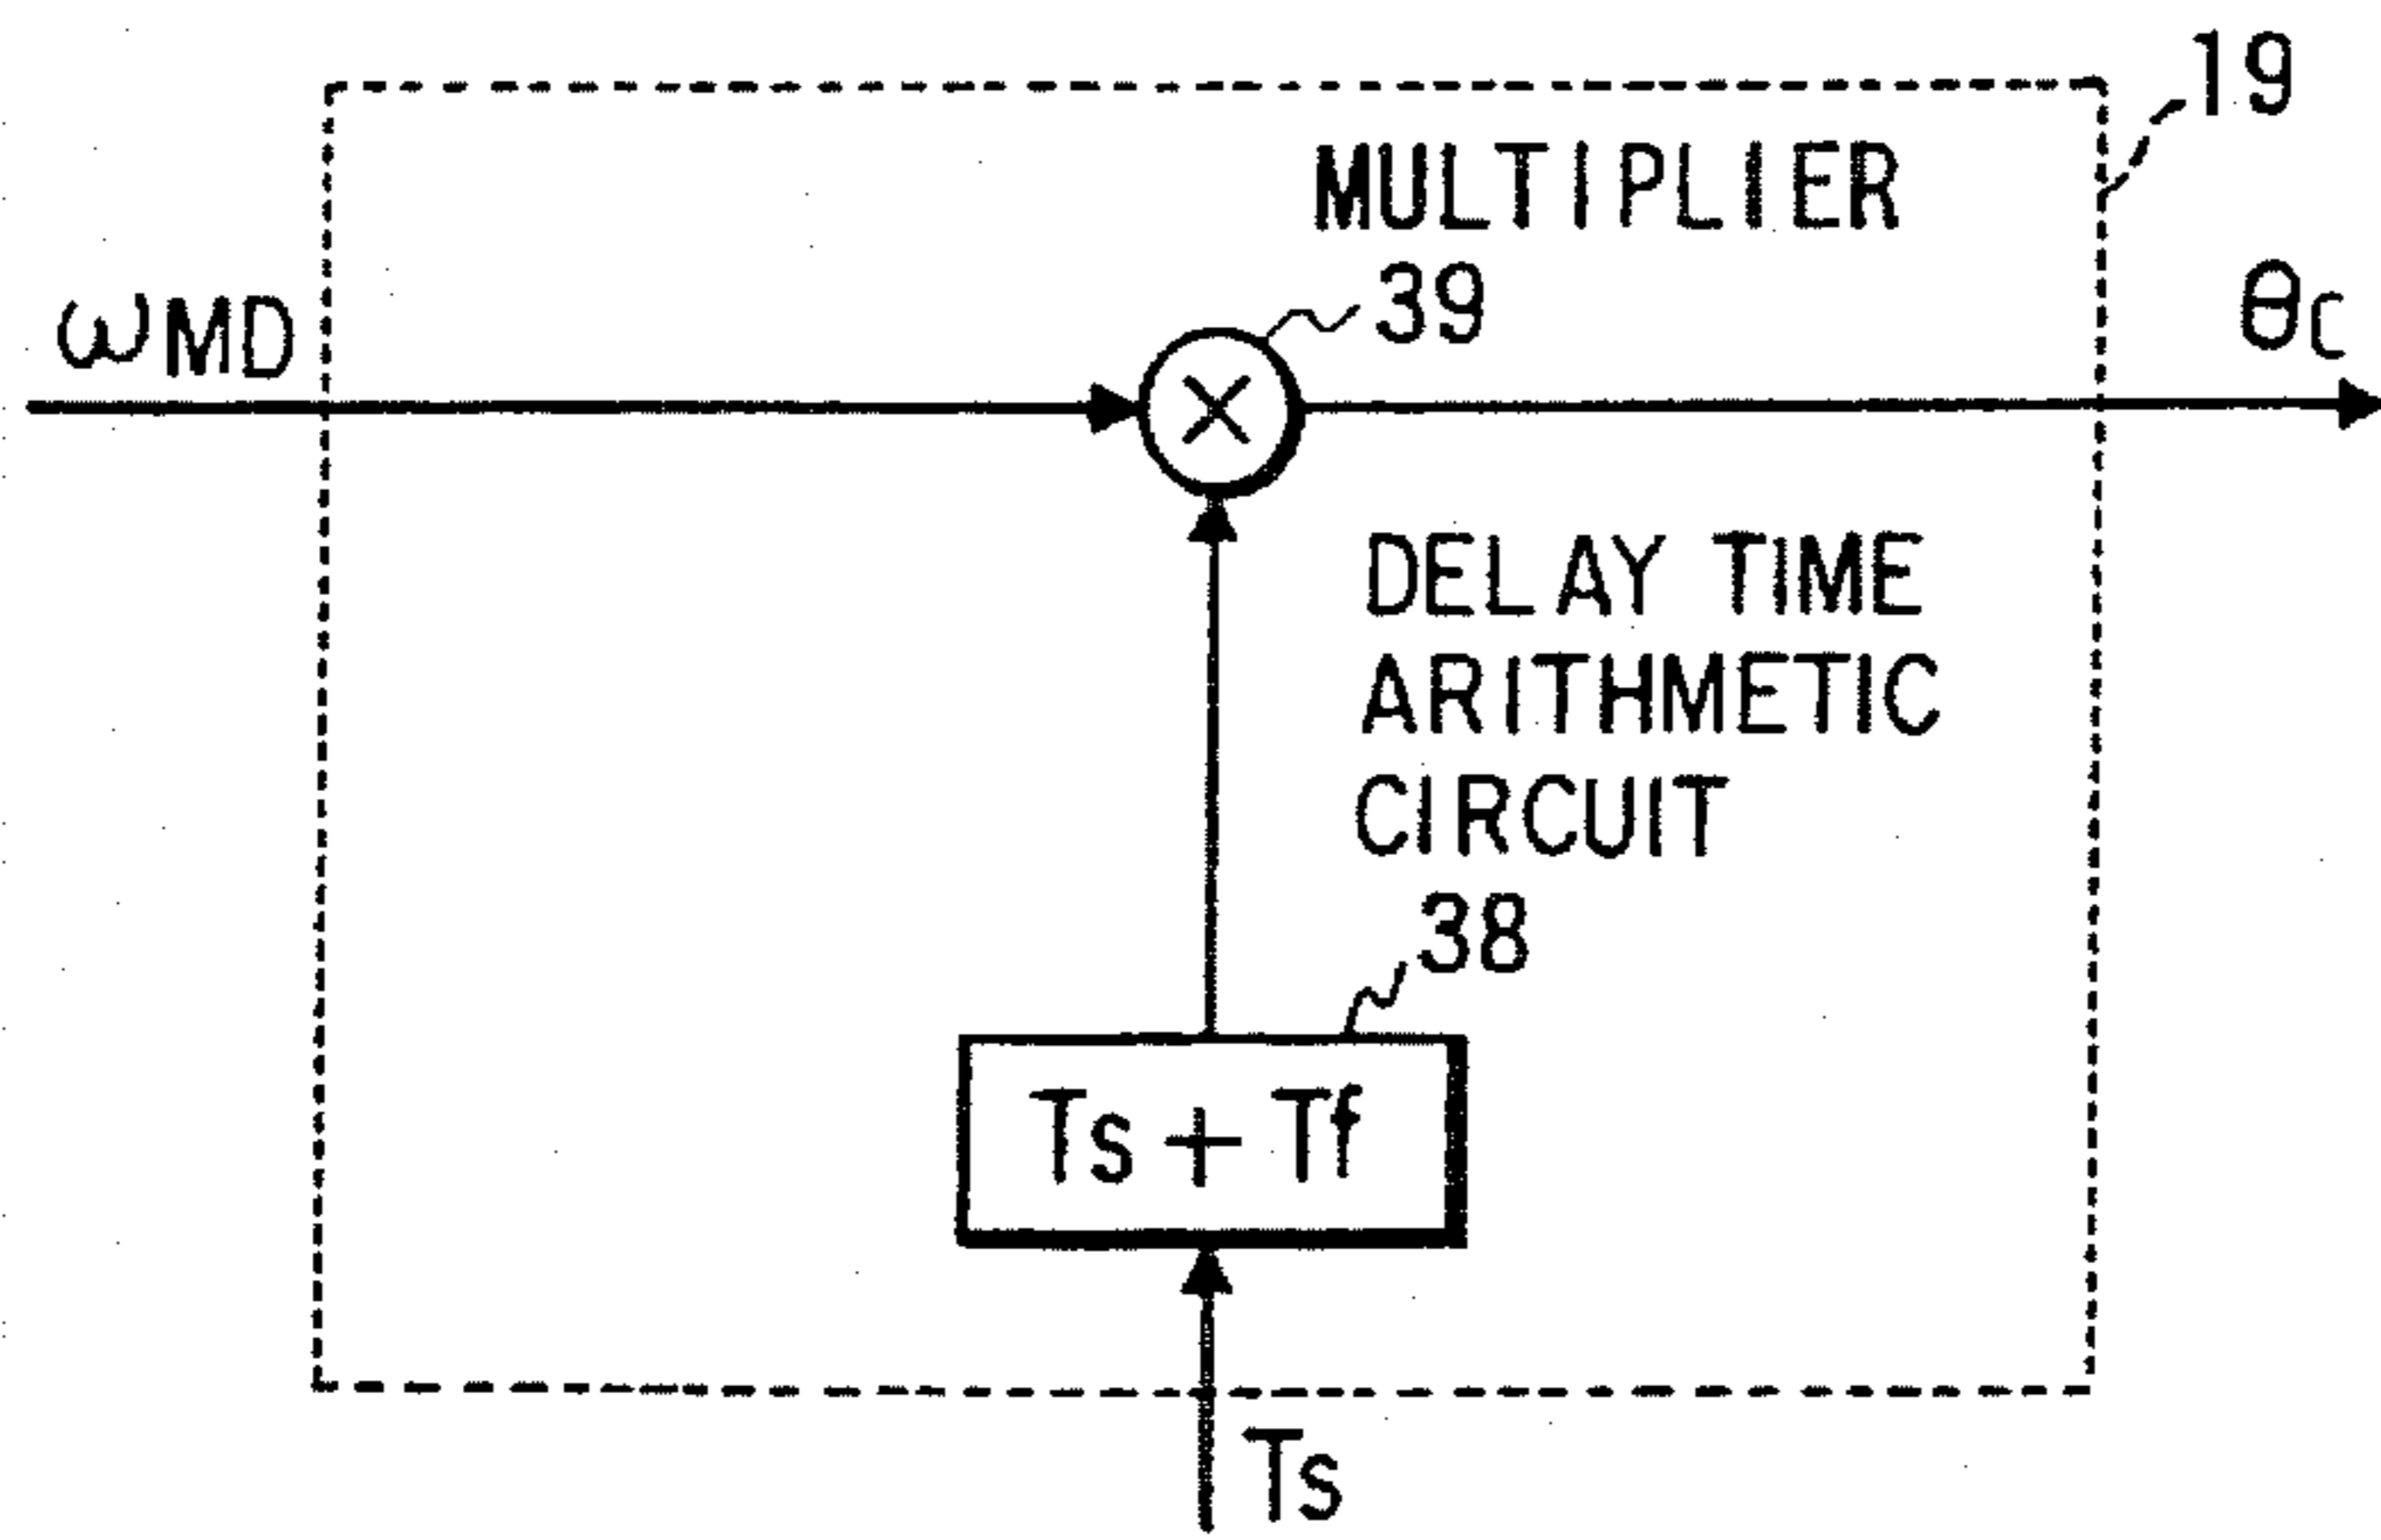 19
MULTIPLIER
39
ωMD
θC
×
DELAY TIME
ARITHMETIC
CIRCUIT
38
Ts + Tf
Ts